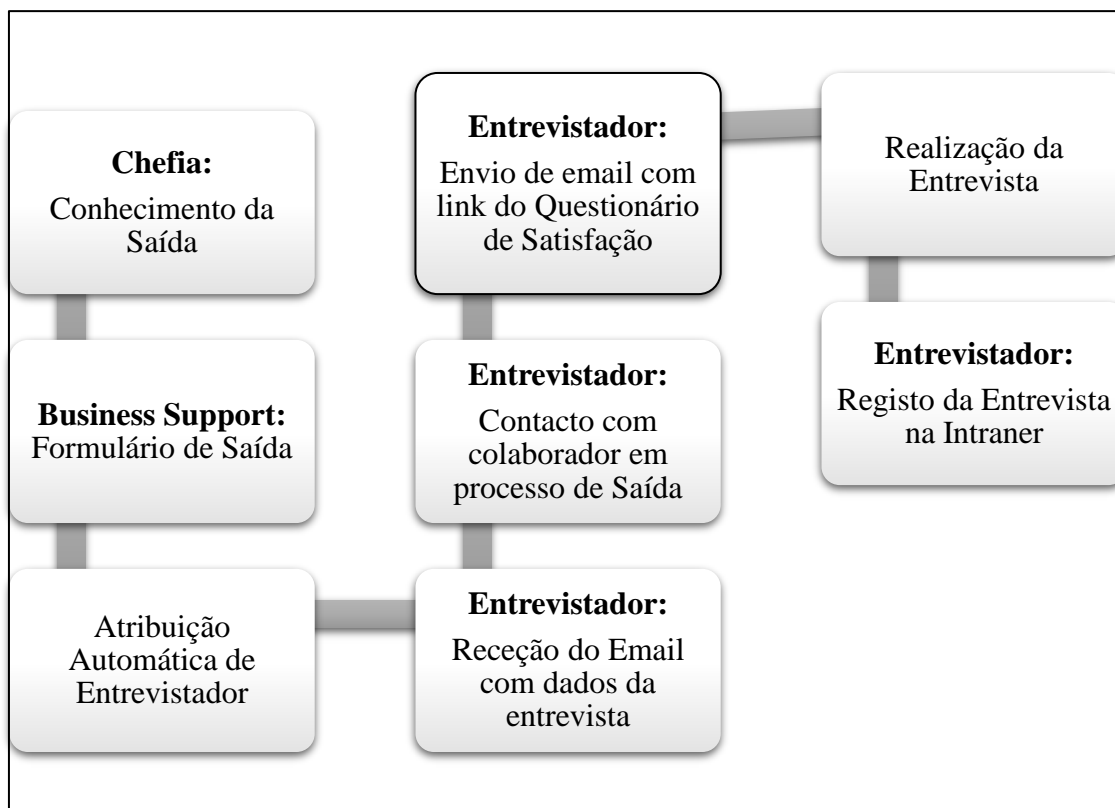 Chefia:
Conhecimento da
Saída
Business Support:
Formulário de Saída
Atribuição
Automática de
Entrevistador
Entrevistador:
Receção do Email
com dados da
entrevista
Entrevistador:
Contacto com
colaborador em
processo de Saída
Entrevistador:
Envio de email com
link do Questionário
de Satisfação
Realização da
Entrevista
Entrevistador:
Registo da Entrevista
na Intraner